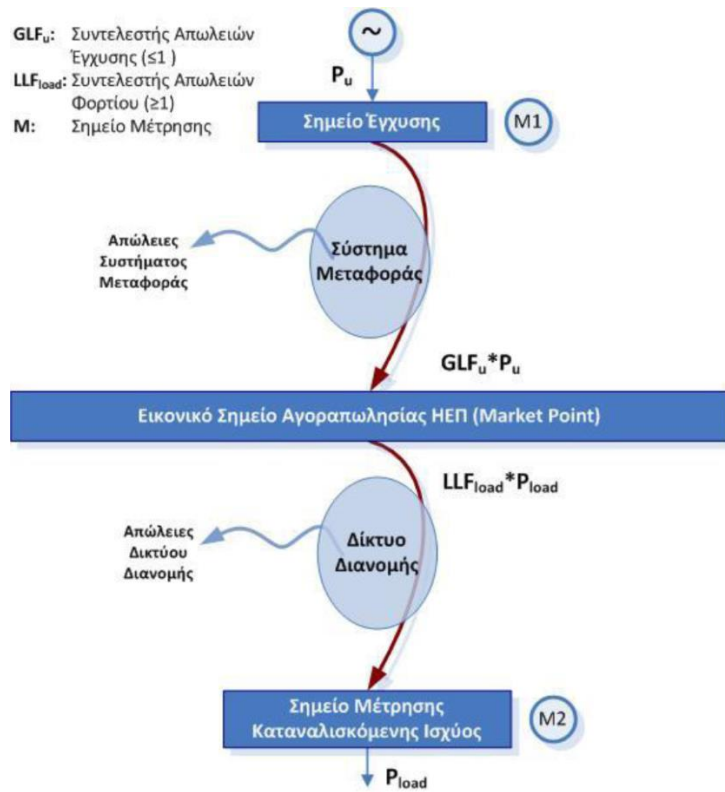 GLFu: Συντελεστής Απωλειών
Έγχυσης (≤1 )
LLFload: Συντελεστής Απωλειών
Φορτίου (≥1)
M: Σημείο Μέτρησης
~
Pu
Σημείο Έγχυσης
M1
Απώλειες
Συστήματος
Μεταφοράς
Σύστημα
Μεταφοράς
GLFu*Pu
Εικονικό Σημείο Αγοραπωλησίας ΗΕΠ (Market Point)
LLFload*Pload
Απώλειες
Δικτύου
Διανομής
Δίκτυο
Διανομής
Σημείο Μέτρησης
Καταναλισκόμενης Ισχύος
M2
Pload